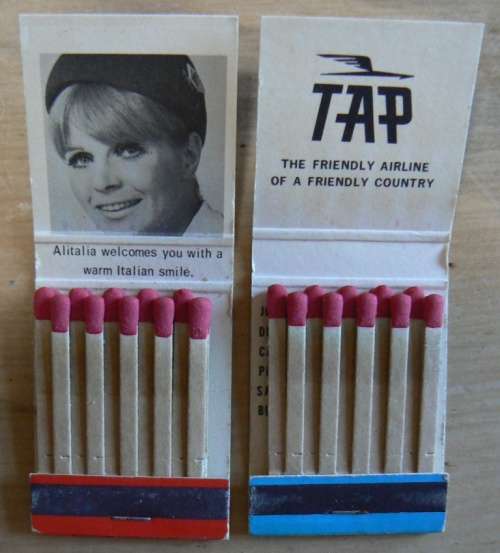 Alitalia welcomes you with a
warm Italian smile.
TAP
THE FRIENDLY AIRLINE
OF A FRIENDLY COUNTRY